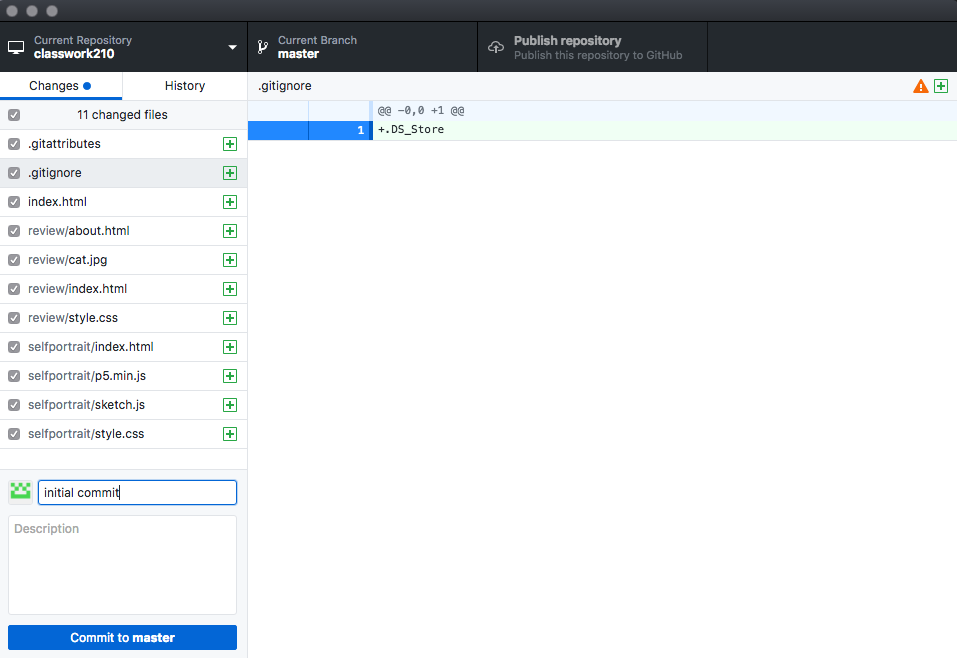 Current Repository
classwork210
Current Branch
master
Publish repository
Publish this repository to GitHub
Changes
History
11 changed files
.gitattributes
.gitignore
index.html
review/about.html
review/cat.jpg
review/index.html
review/style.css
selfportrait/index.html
selfportrait/p5.min.js
selfportrait/sketch.js
selfportrait/style.css
initial commit
Description
Commit to master
.gitignore
@@ -0,0 +1 @@
1 +.DS_Store